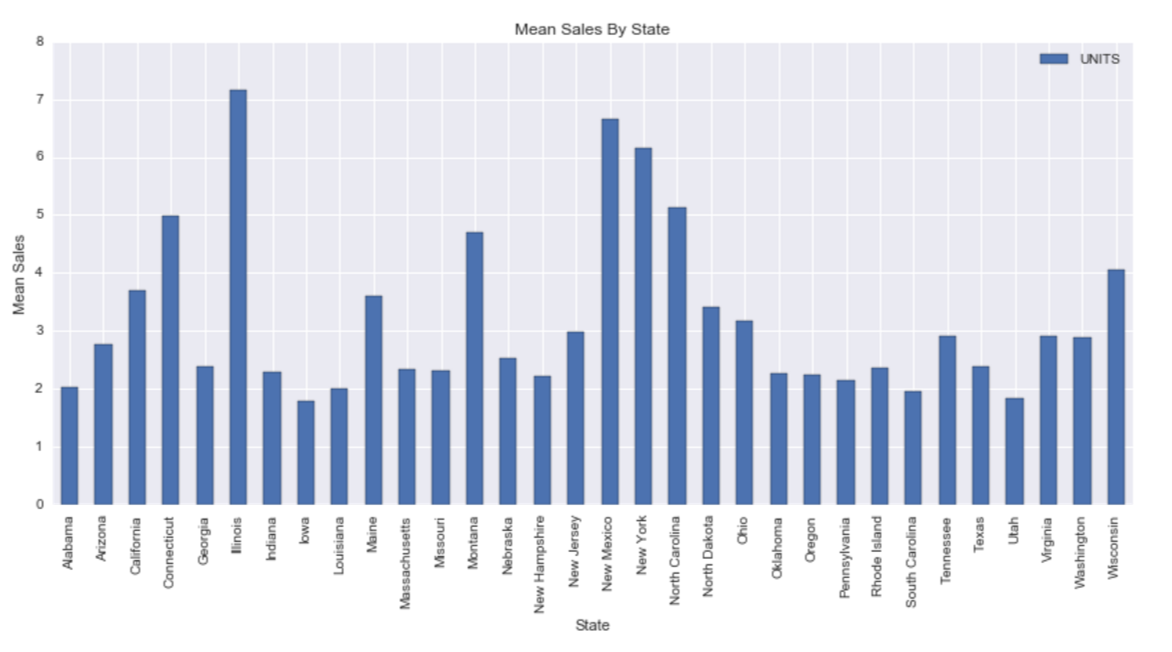 Mean Sales By State
UNITS
Mean Sales
8
7
6
5
4
3
2
1
0
Alabama
Arizona
California
Connecticut
Georgia
Illinois
Indiana
Iowa
Louisiana
Maine
Massachusetts
Missouri
Montana
Nebraska
New Hampshire
New Jersey
New Mexico
New York
North Carolina
North Dakota
Ohio
Oklahoma
Oregon
Pennsylvania
Rhode Island
South Carolina
Tennessee
Texas
Utah
Virginia
Washington
Wisconsin
State